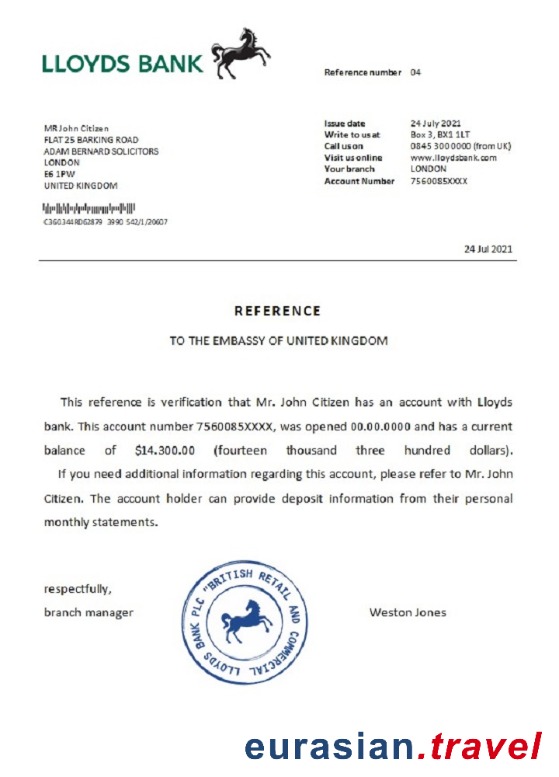 LLOYDS BANK
Reference number 04
MR John Citizen
FLAT 25 BARKING ROAD
ADAM BERNARD SOLICITORS
LONDON
E6 1PW
UNITED KINGDOM
C360344RD62879 3990 542/1/20607
Issue date 24 July 2021
Write to us at Box 3, BX1 1LT
Call us on 0845 3000000 (from UK)
Visit us online www.lloydsbank.com
Your branch LONDON
Account Number 7560085XXXX
24 Jul 2021
REFERENCE
TO THE EMBASSY OF UNITED KINGDOM
This reference is verification that Mr. John Citizen has an account with Lloyds
bank. This account number 7560085XXXX, was opened 00.00.0000 and has a current
balance of $14.300.00 (fourteen thousand three hundred dollars).
If you need additional information regarding this account, please refer to Mr. John
Citizen. The account holder can provide deposit information from their personal
monthly statements.
respectfully,
branch manager
LLOYDS BANK PLC "BRITISH RETAIL AND COMMERCIAL
Weston Jones
eurasian.travel